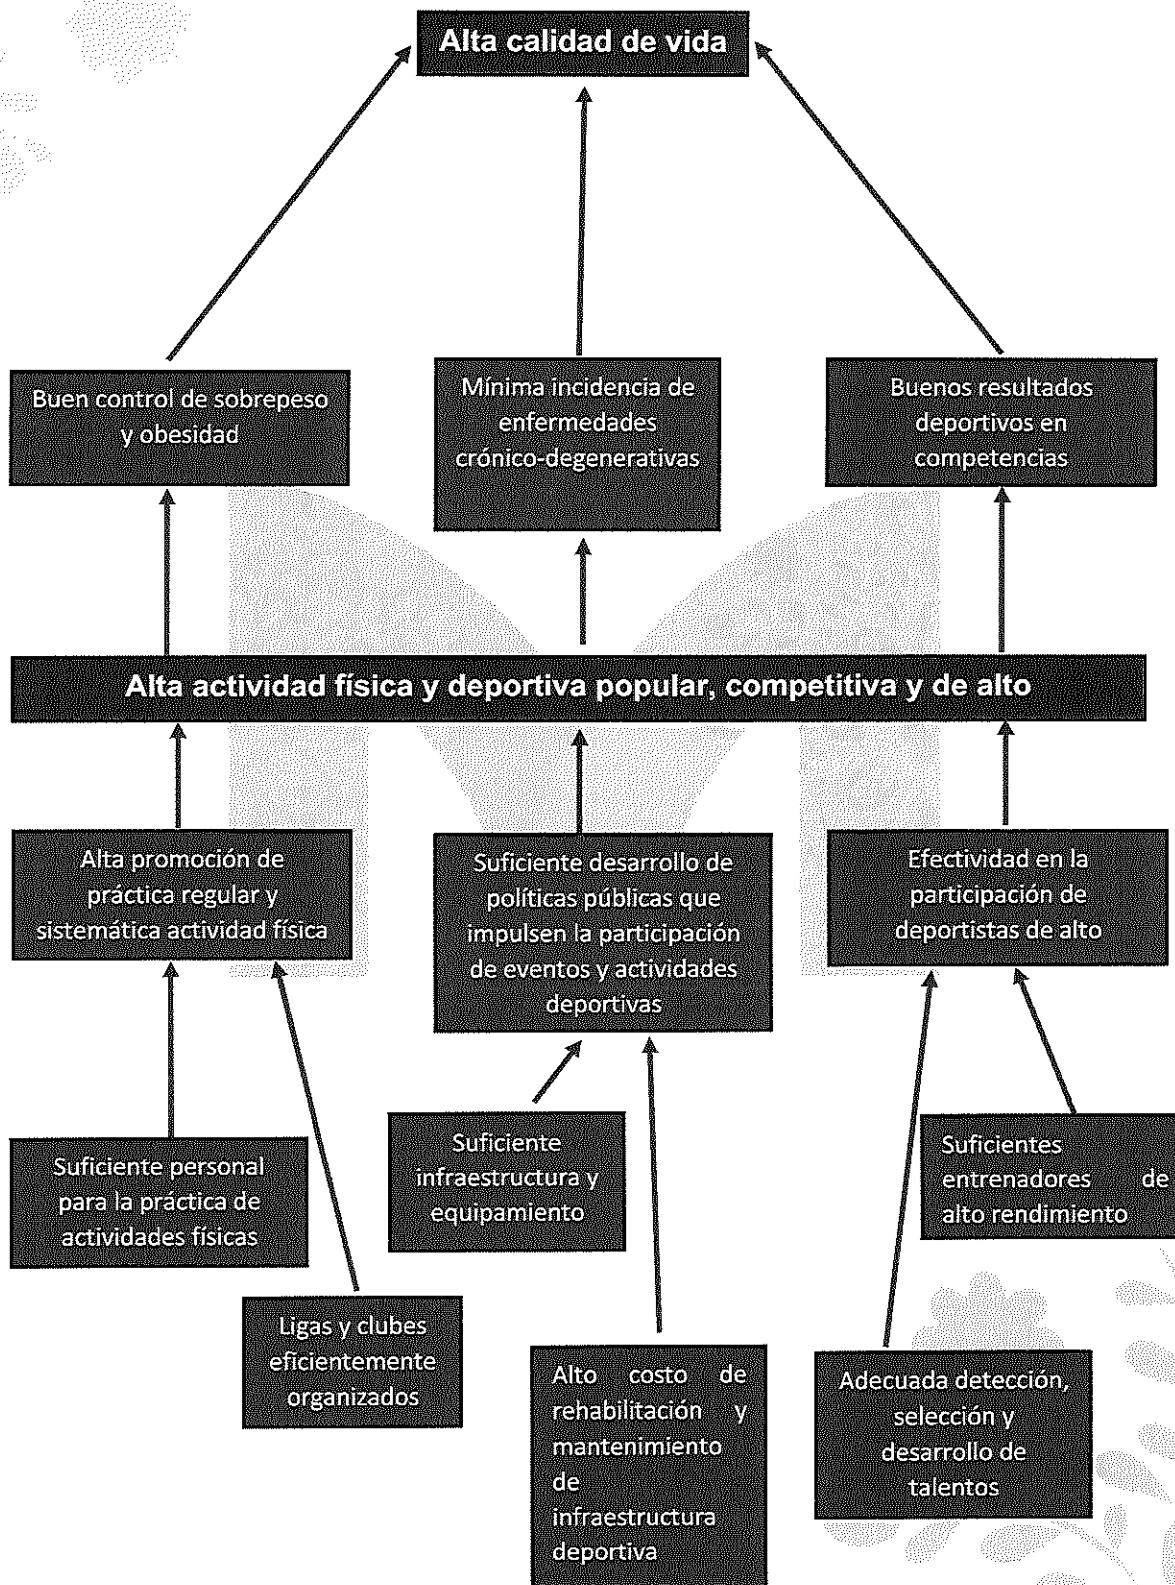 Alta calidad de vida
Buen control de sobrepeso
y obesidad
Mínima incidencia de
enfermedades
crónico-degenerativas
Buenos resultados
deportivos en
competencias
Alta actividad física y deportiva popular, competitiva y de alto
Alta promoción de
práctica regular y
sistemática actividad física
Suficiente desarrollo de
políticas públicas que
impulsen la participación
de eventos y actividades
deportivas
Efectividad en la
participación de
deportistas de alto
Suficiente personal
para la práctica de
actividades físicas
Suficiente
infraestructura y
equipamiento
Suficientes
entrenadores de
alto rendimiento
Ligas y clubes
eficientemente
organizados
Alto costo de
rehabilitación y
mantenimiento
de
infraestructura
deportiva
Adecuada detección,
selección y
desarrollo de
talentos